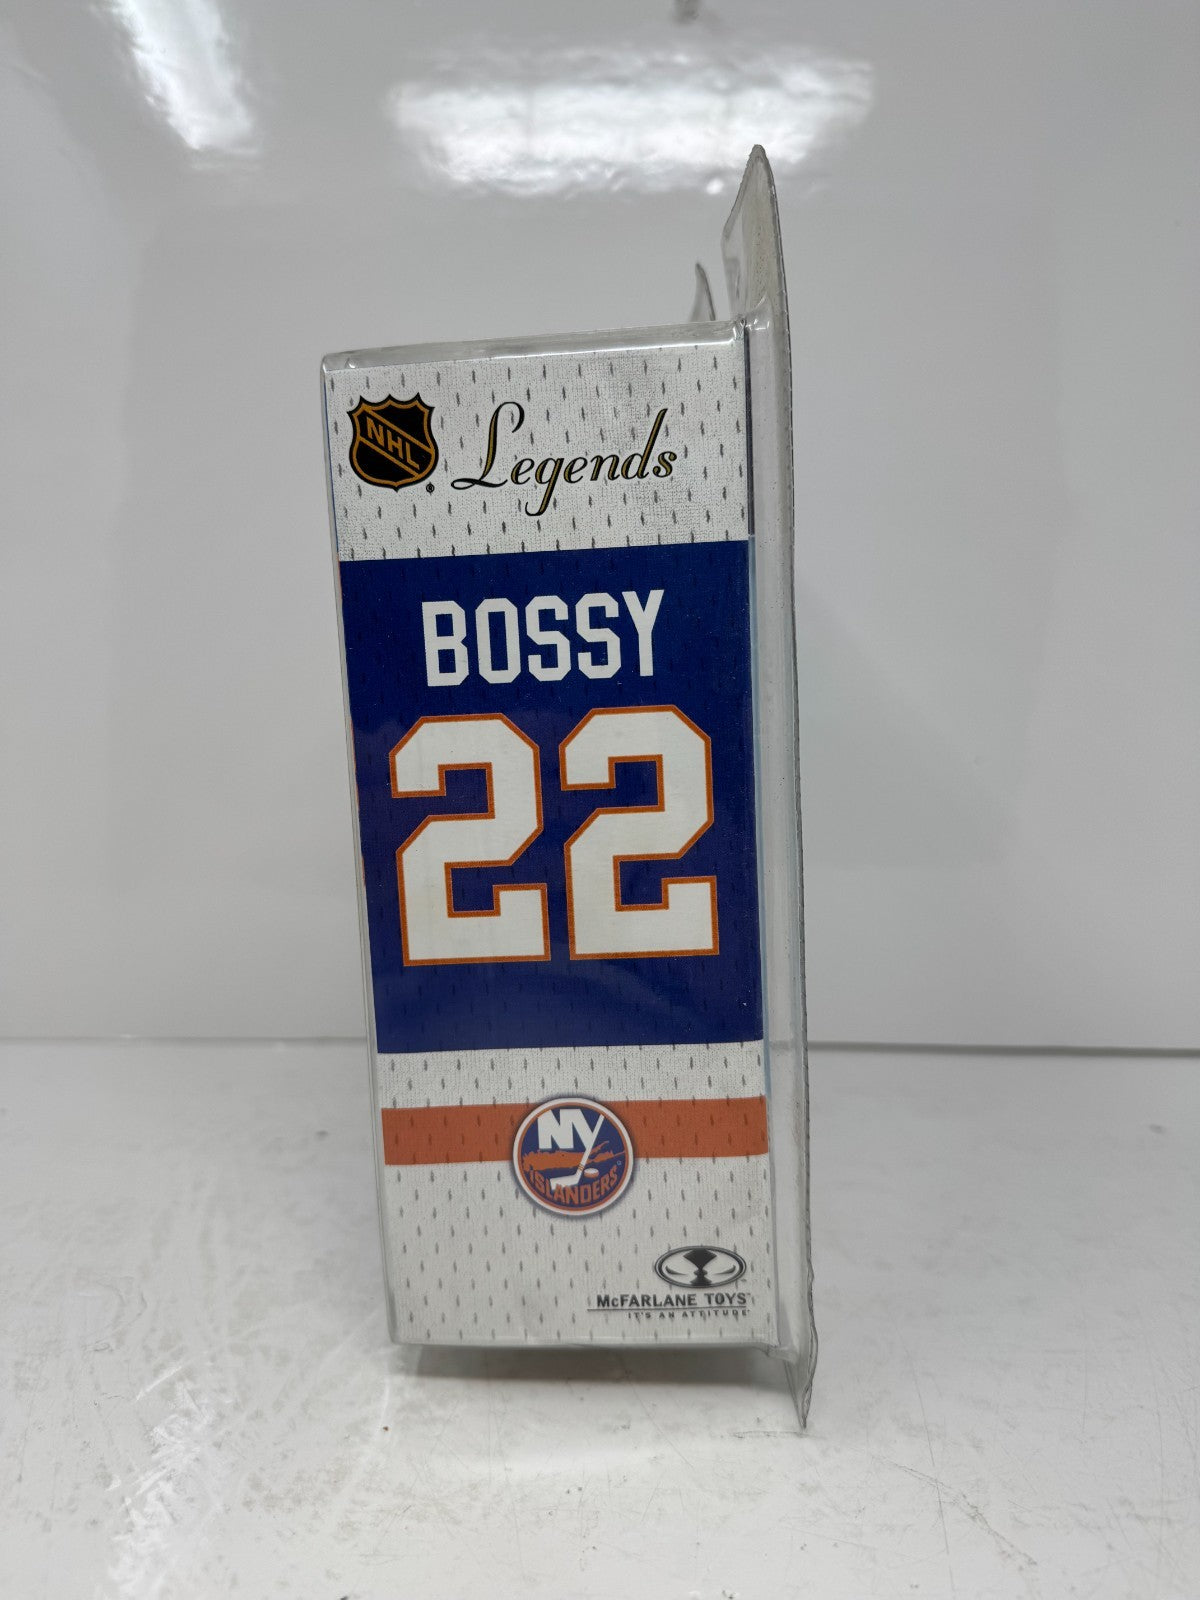 NHL
Legends
BOSSY
22
NY
ISLANDERS
McFARLANE TOYS
IT'S AN ATTITUDE